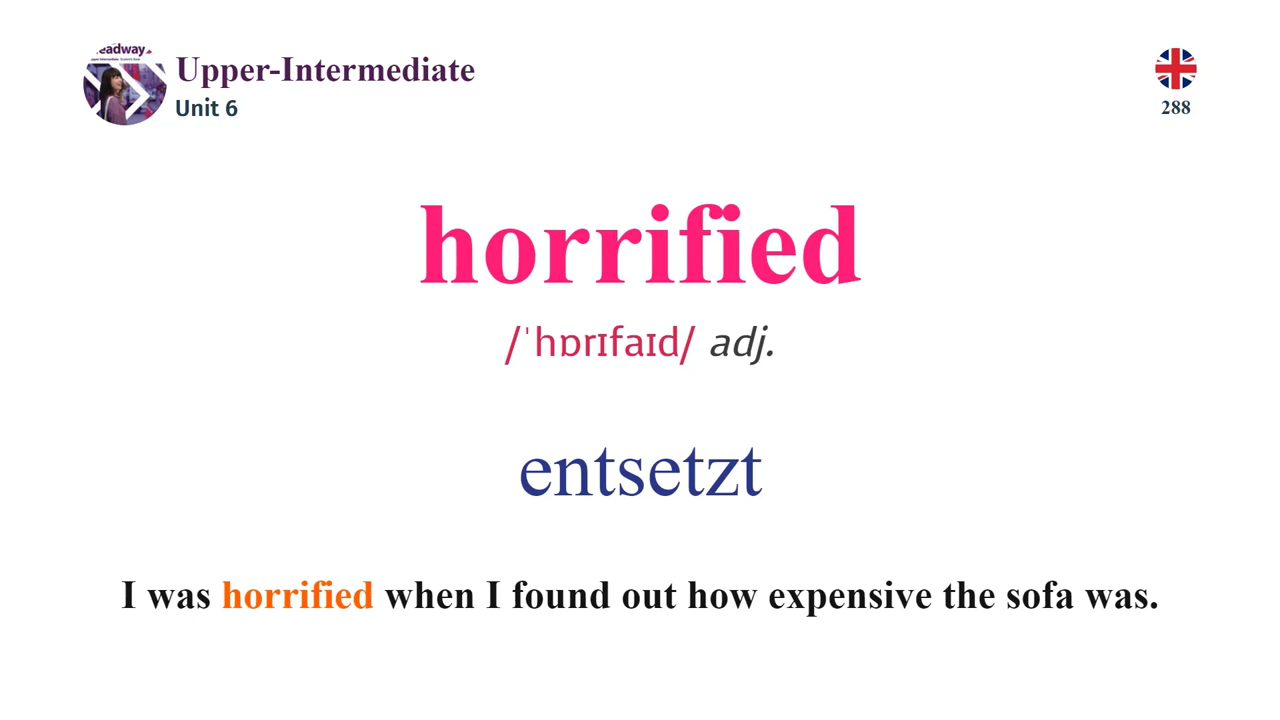 eadway
Upper-Intermediate
Unit 6
288
horrified
/ˈhɒrɪfaɪd/ adj.
entsetzt
I was horrified when I found out how expensive the sofa was.